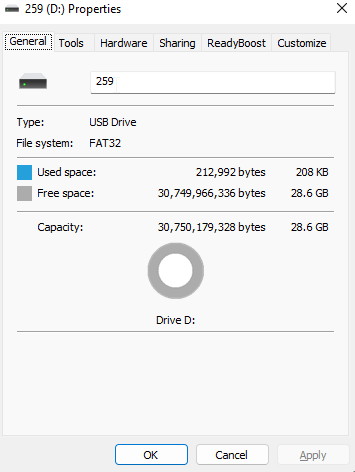 259 (D:) Properties
General Tools Hardware Sharing ReadyBoost Customize
259
Type: USB Drive
File system: FAT32
Used space: 212,992 bytes 208 KB
Free space: 30,749,966,336 bytes 28.6 GB
Capacity: 30,750,179,328 bytes 28.6 GB
Drive D:
OK Cancel Apply